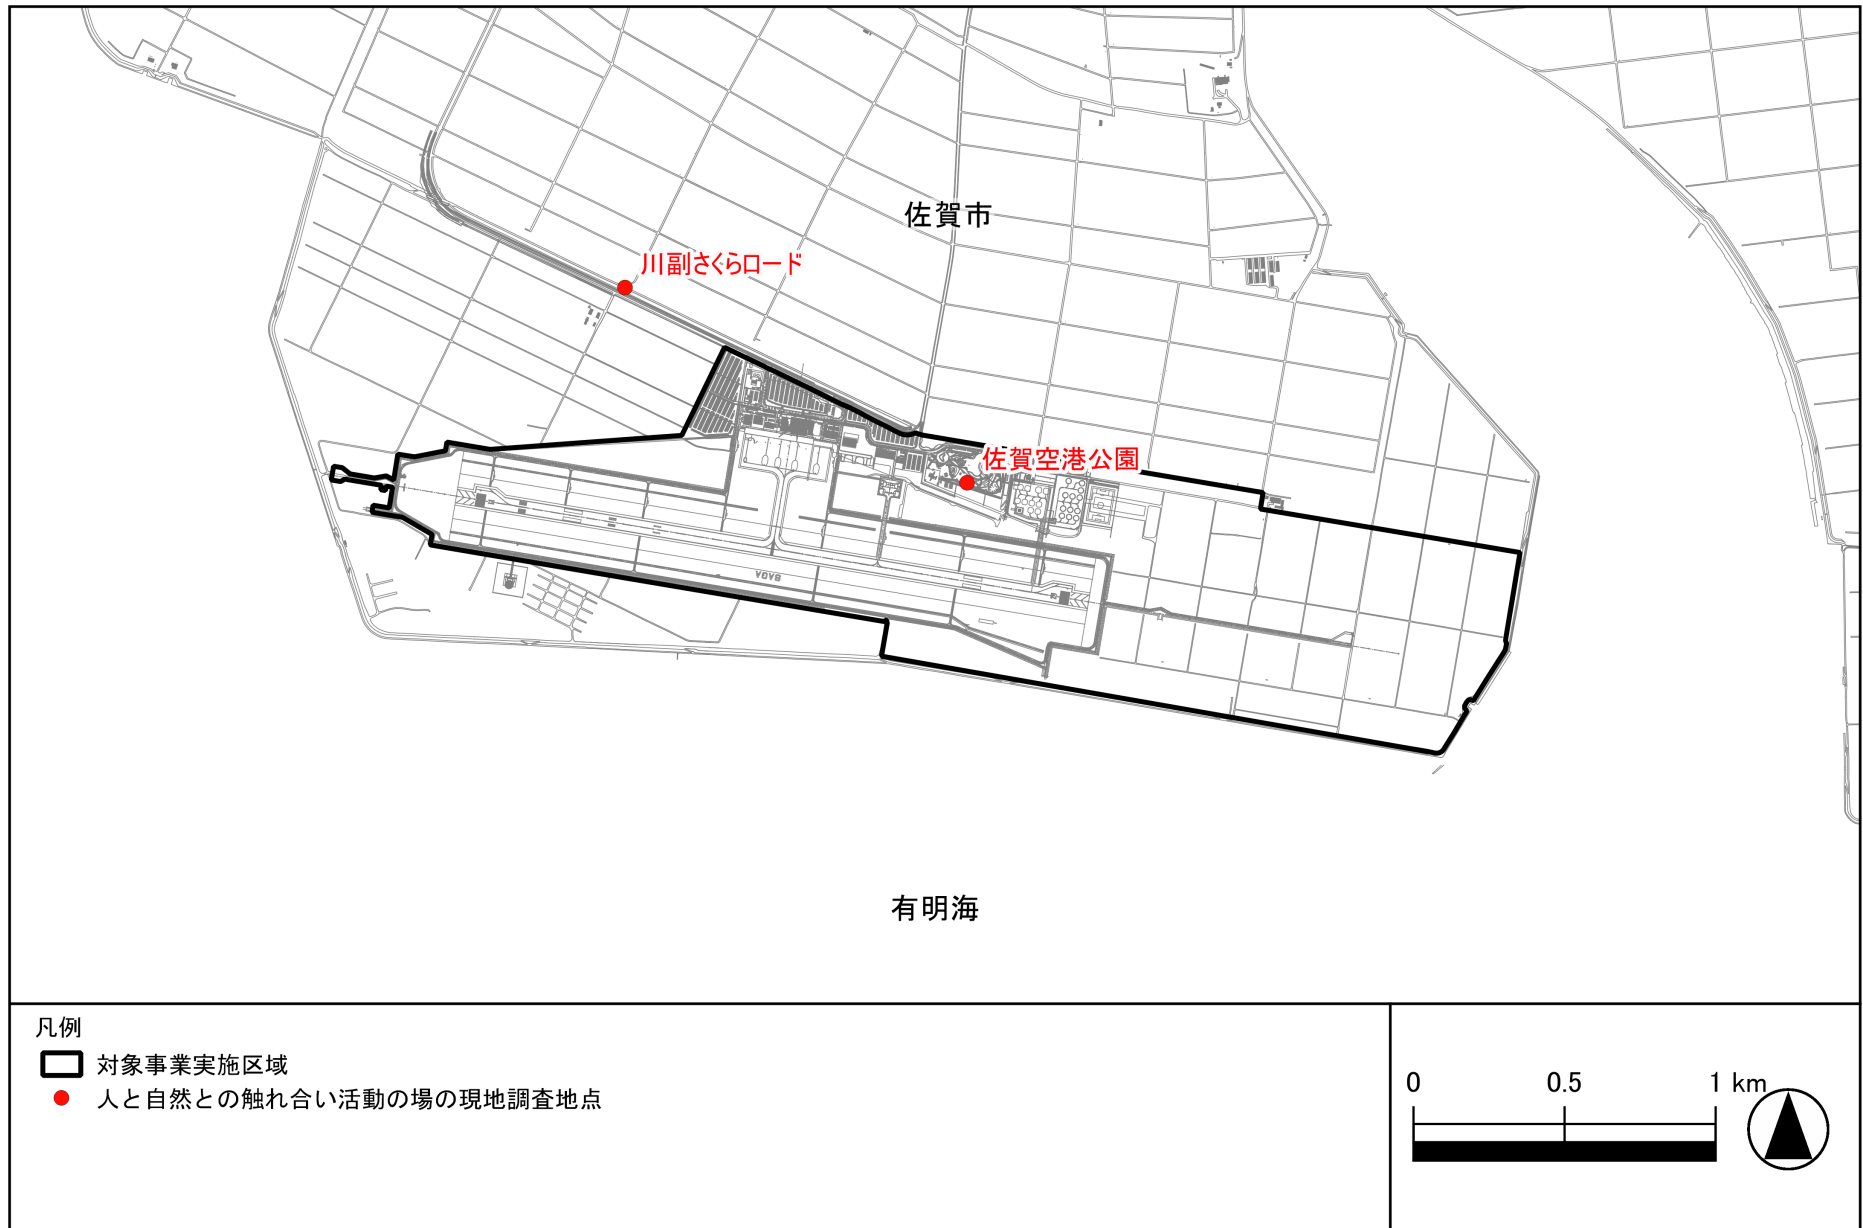 佐賀市
川副さくらロード
佐賀空港公園
SAGA
有明海
凡例
対象事業実施区域
人と自然との触れ合い活動の場の現地調査地点
0 0.5 1 km